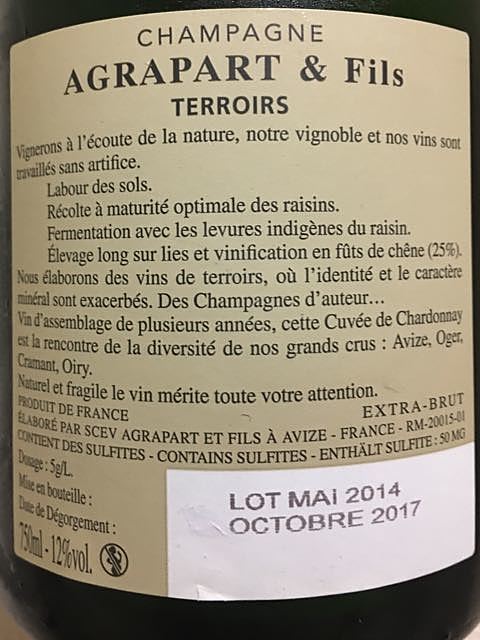 CHAMPAGNE
AGRAPART & Fils
TERROIRS
Vignerons à l'écoute de la nature, notre vignoble et nos vins sont
travaillés sans artifice.
Labour des sols.
Récolte à maturité optimale des raisins.
Fermentation avec les levures indigènes du raisin.
Élevage long sur lies et vinification en fûts de chêne (25%).
Nous élaborons des vins de terroirs, où l'identité et le caractère
minéral sont exacerbés. Des Champagnes d'auteur...
Vin d'assemblage de plusieurs années, cette Cuvée de Chardonnay
est la rencontre de la diversité de nos grands crus : Avize, Oger,
Cramant, Oiry.
Naturel et fragile le vin mérite toute votre attention.
PRODUIT DE FRANCE EXTRA-BRUT
ÉLABORÉ PAR SCEV AGRAPART ET FILS À AVIZE - FRANCE - RM-20015-01
CONTIENT DES SULFITES - CONTAINS SULFITES - ENTHÄLT SULFITE : 50 MG
Dosage : 5g/L.
Mise en bouteille : LOT MAI 2014
Date de Dégorgement : OCTOBRE 2017
750ml - 12%vol.